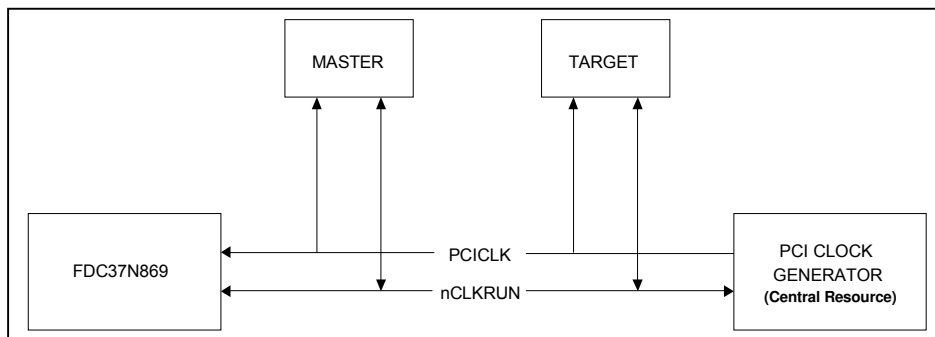 MASTER
TARGET
FDC37N869
PCICLK
nCLKRUN
PCI CLOCK
GENERATOR
(Central Resource)